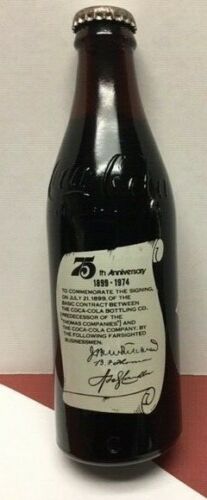 Coca-Cola
75th Anniversary
1899-1974
TO COMMEMORATE THE SIGNING,
ON JULY 21, 1899, OF THE
BASIC CONTRACT BETWEEN
THE COCA-COLA BOTTLING CO.
(PREDECESSOR OF THE
"THOMAS COMPANIES") AND
THE COCA-COLA COMPANY, BY
THE FOLLOWING FARSIGHTED
BUSINESSMEN.